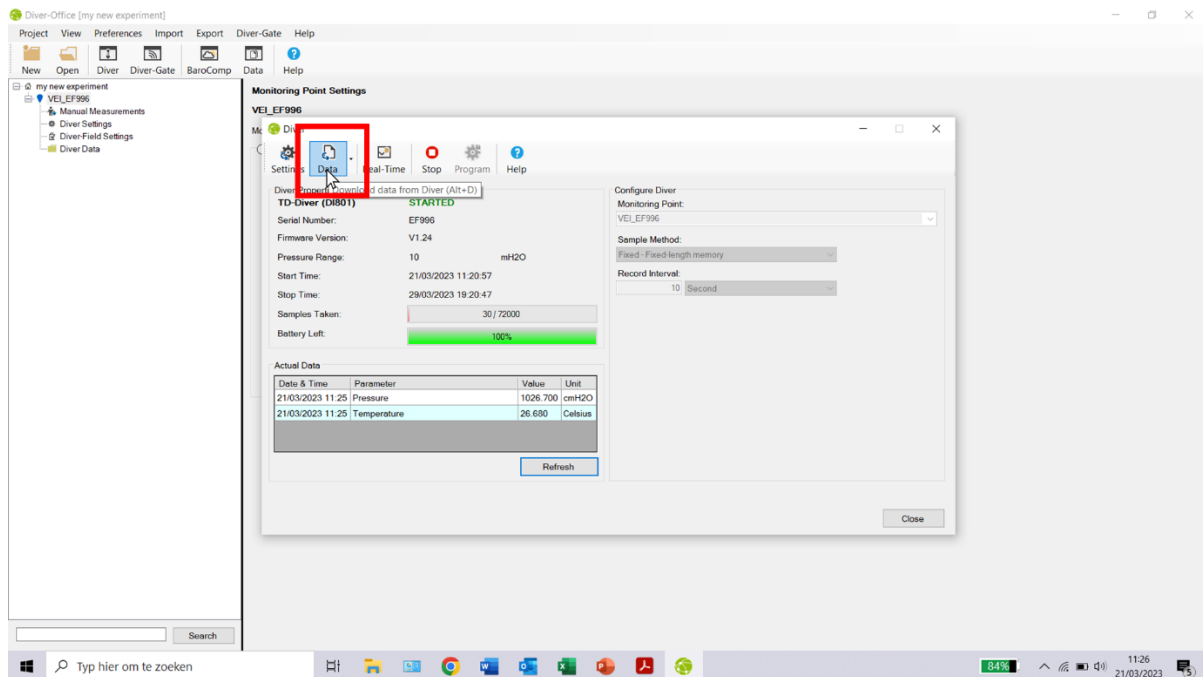 Diver-Office [my new experiment]
Project View Preferences Import Export Diver-Gate Help
New Open Diver Diver-Gate BaroComp Data Help
my new experiment
VEI_EF996
Manual Measurements
Diver Settings
Diver-Field Settings
Diver Data
Search
Monitoring Point Settings
VEI_EF996
Settings Data Real-Time Stop Program Help
Download data from Diver (Alt+D)
TD-Diver (DI801) STARTED
Serial Number: EF996
Firmware Version: V1.24
Pressure Range: 10 mH2O
Start Time: 21/03/2023 11:20:57
Stop Time: 29/03/2023 19:20:47
Samples Taken: 30 / 72000
Battery Left: 100%
Actual Data
Date & Time Parameter Value Unit
21/03/2023 11:25 Pressure 1026.700 cmH2O
21/03/2023 11:25 Temperature 26.680 Celsius
Refresh
Configure Diver
Monitoring Point:
VEI_EF996
Sample Method:
Fixed - Fixed-length memory
Record Interval:
10 Second
Close
Typ hier om te zoeken
84%
11:26
21/03/2023
5